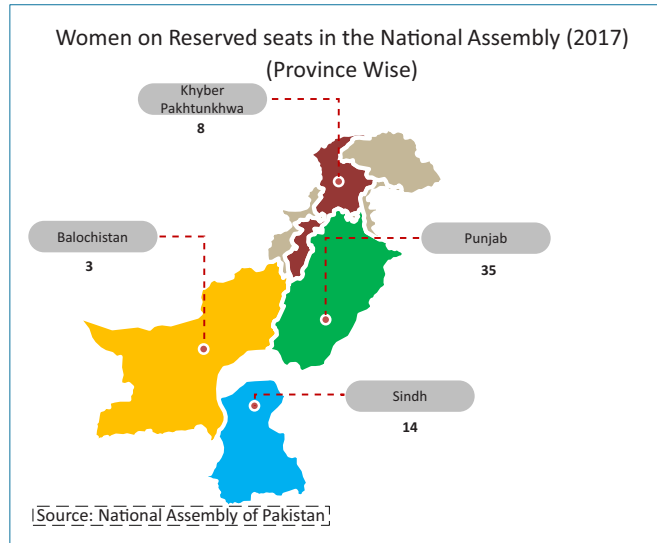 Women on Reserved seats in the National Assembly (2017)
(Province Wise)
Khyber
Pakhtunkhwa
8
Balochistan
3
Punjab
35
Sindh
14
Source: National Assembly of Pakistan